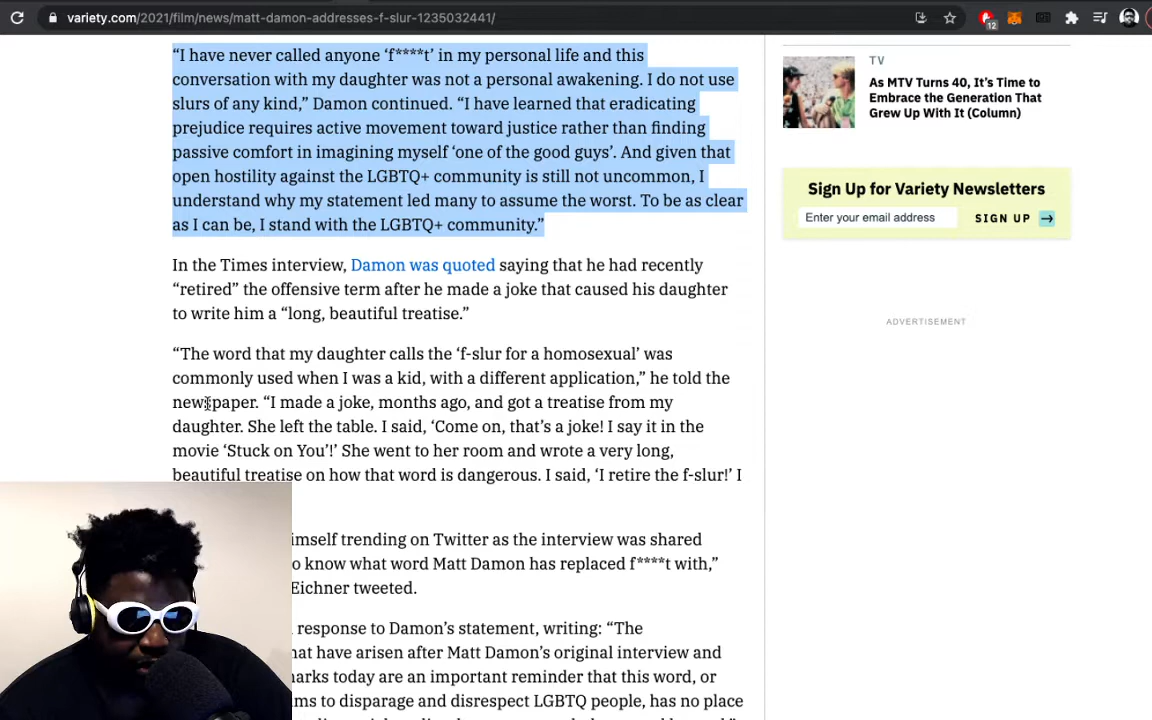 variety.com/2021/film/news/matt-damon-addresses-f-slur-1235032441/
12
“I have never called anyone ‘f****t’ in my personal life and this
conversation with my daughter was not a personal awakening. I do not use
slurs of any kind,” Damon continued. “I have learned that eradicating
prejudice requires active movement toward justice rather than finding
passive comfort in imagining myself ‘one of the good guys’. And given that
open hostility against the LGBTQ+ community is still not uncommon, I
understand why my statement led many to assume the worst. To be as clear
as I can be, I stand with the LGBTQ+ community.”
In the Times interview, Damon was quoted saying that he had recently
“retired” the offensive term after he made a joke that caused his daughter
to write him a “long, beautiful treatise.”
“The word that my daughter calls the ‘f-slur for a homosexual’ was
commonly used when I was a kid, with a different application,” he told the
newspaper. “I made a joke, months ago, and got a treatise from my
daughter. She left the table. I said, ‘Come on, that’s a joke! I say it in the
movie ‘Stuck on You’!’ She went to her room and wrote a very long,
beautiful treatise on how that word is dangerous. I said, ‘I retire the f-slur!’ I
imself trending on Twitter as the interview was shared
o know what word Matt Damon has replaced f****t with,”
Eichner tweeted.
response to Damon’s statement, writing: “The
hat have arisen after Matt Damon’s original interview and
arks today are an important reminder that this word, or
ms to disparage and disrespect LGBTQ people, has no place
TV
As MTV Turns 40, It’s Time to
Embrace the Generation That
Grew Up With It (Column)
Sign Up for Variety Newsletters
Enter your email address SIGN UP
ADVERTISEMENT